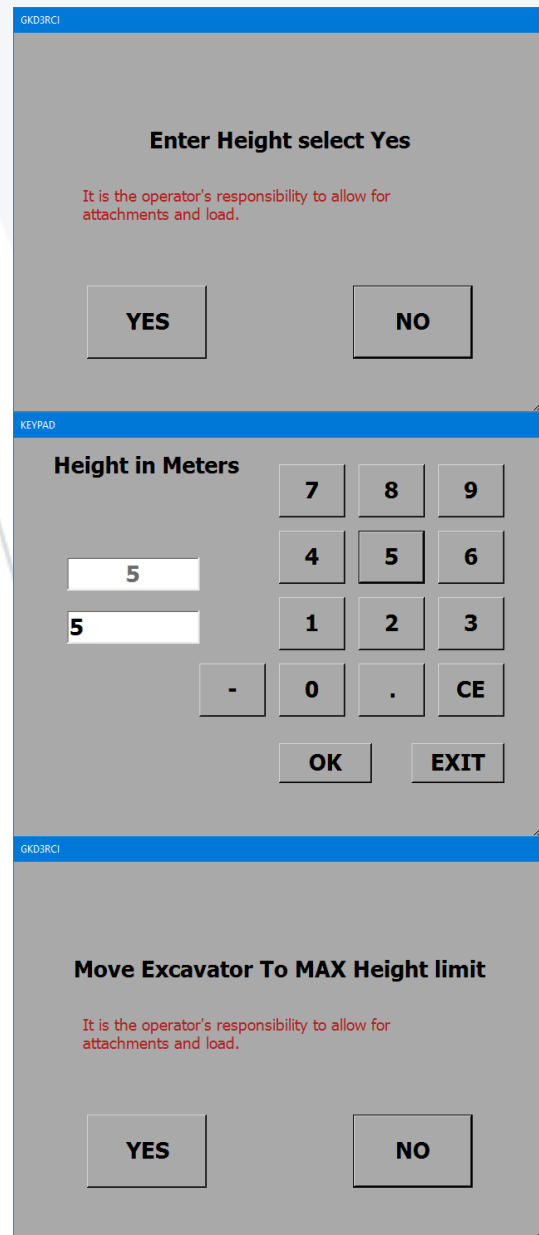 GKD3RCI
Enter Height select Yes
It is the operator's responsibility to allow for
attachments and load.
YES NO
KEYPAD
Height in Meters
7 8 9
5
4 5 6
5
1 2 3
- 0 . CE
OK EXIT
GKD3RCI
Move Excavator To MAX Height limit
It is the operator's responsibility to allow for
attachments and load.
YES NO